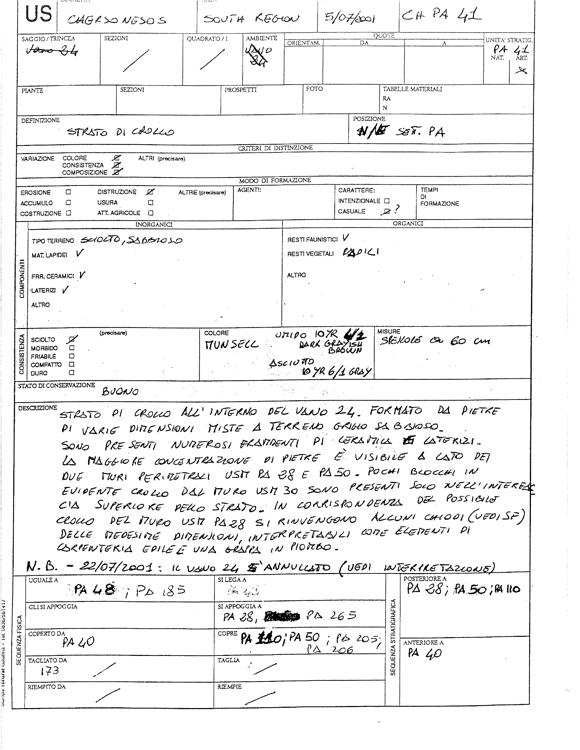 US CHERSONESOS SOUTH REGION 5/07/2001 CH PA 41
SAGGIO/TRINCEA SEZIONI QUADRATO/I AMBIENTE QUOTE UNITA' STRATIG.
Vano 24 VANO 24 ORIENTAM. DA A PA 41
NAT. ART.
PIANTE SEZIONI PROSPETTI FOTO TABELLE MATERIALI
RA
N
DEFINIZIONE POSIZIONE
STRATO DI CROLLO SET. PA
CRITERI DI DISTINZIONE
VARIAZIONE COLORE ALTRI (precisare)
CONSISTENZA
COMPOSIZIONE
MODO DI FORMAZIONE
EROSIONE DISTRUZIONE ALTRE (precisare) AGENTI: CARATTERE: TEMPI DI FORMAZIONE
ACCUMULO USURA INTENZIONALE
COSTRUZIONE ATT. AGRICOLE CASUALE ?
INORGANICI ORGANICI
COMPONENTI
TIPO TERRENO SCIOLTO, SABBIOSO RESTI FAUNISTICI V
MAT. LAPIDEI V RESTI VEGETALI RADICI
FRR. CERAMICI V ALTRO
LATERIZI V
ALTRO
CONSISTENZA
SCIOLTO (precisare) COLORE UMIDO 10YR MISURE
MORBIDO MUNSELL DARK GRAYISH BROWN SPESSORE ca 60 cm
FRIABILE
COMPATTO ASCIUTTO
DURO 10YR 6/1 GRAY
STATO DI CONSERVAZIONE
BUONO
DESCRIZIONE
STRATO DI CROLLO ALL'INTERNO DEL VANO 24. FORMATO DA PIETRE
DI VARIE DIMENSIONI MISTE A TERRENO GRIGIO SABBIOSO.
SONO PRESENTI NUMEROSI FRAMMENTI DI CERAMICA E LATERIZI.
LA MAGGIORE CONCENTRAZIONE DI PIETRE È VISIBILE A LATO DEI
DUE MURI PERIMETRALI USM PA 28 E PA 50. POCHI BLOCCHI IN
EVIDENTE CROLLO DAL MURO USM 30 SONO PRESENTI SOLO NELL'INTERFAC
CIA SUPERIORE DELLO STRATO. IN CORRISPONDENZA DEL POSSIBILE
CROLLO DEL MURO USM PA 28 SI RINVENGONO ALCUNI CHIODI (VEDI SF)
DELLE MEDESIME DIMENSIONI, INTERPRETABILI COME ELEMENTI DI
CARPENTERIA EDILE E UNA GRAPPA IN PIOMBO.
N.B. - 22/07/2001: IL VANO 24 È ANNULLATO (VEDI INTERPRETAZIONE)
SEQUENZA FISICA
UGUALE A SI LEGA A POSTERIORE A
PA 48; PA 185 PA 43 PA 28; PA 50; PA 110
GLI SI APPOGGIA SI APPOGGIA A
PA 28, PA 265
SEQUENZA STRATIGRAFICA
COPERTO DA COPRE ANTERIORE A
PA 40 PA 110; PA 50; PA 205; PA 206 PA 40
TAGLIATO DA TAGLIA
173
RIEMPITO DA RIEMPIE